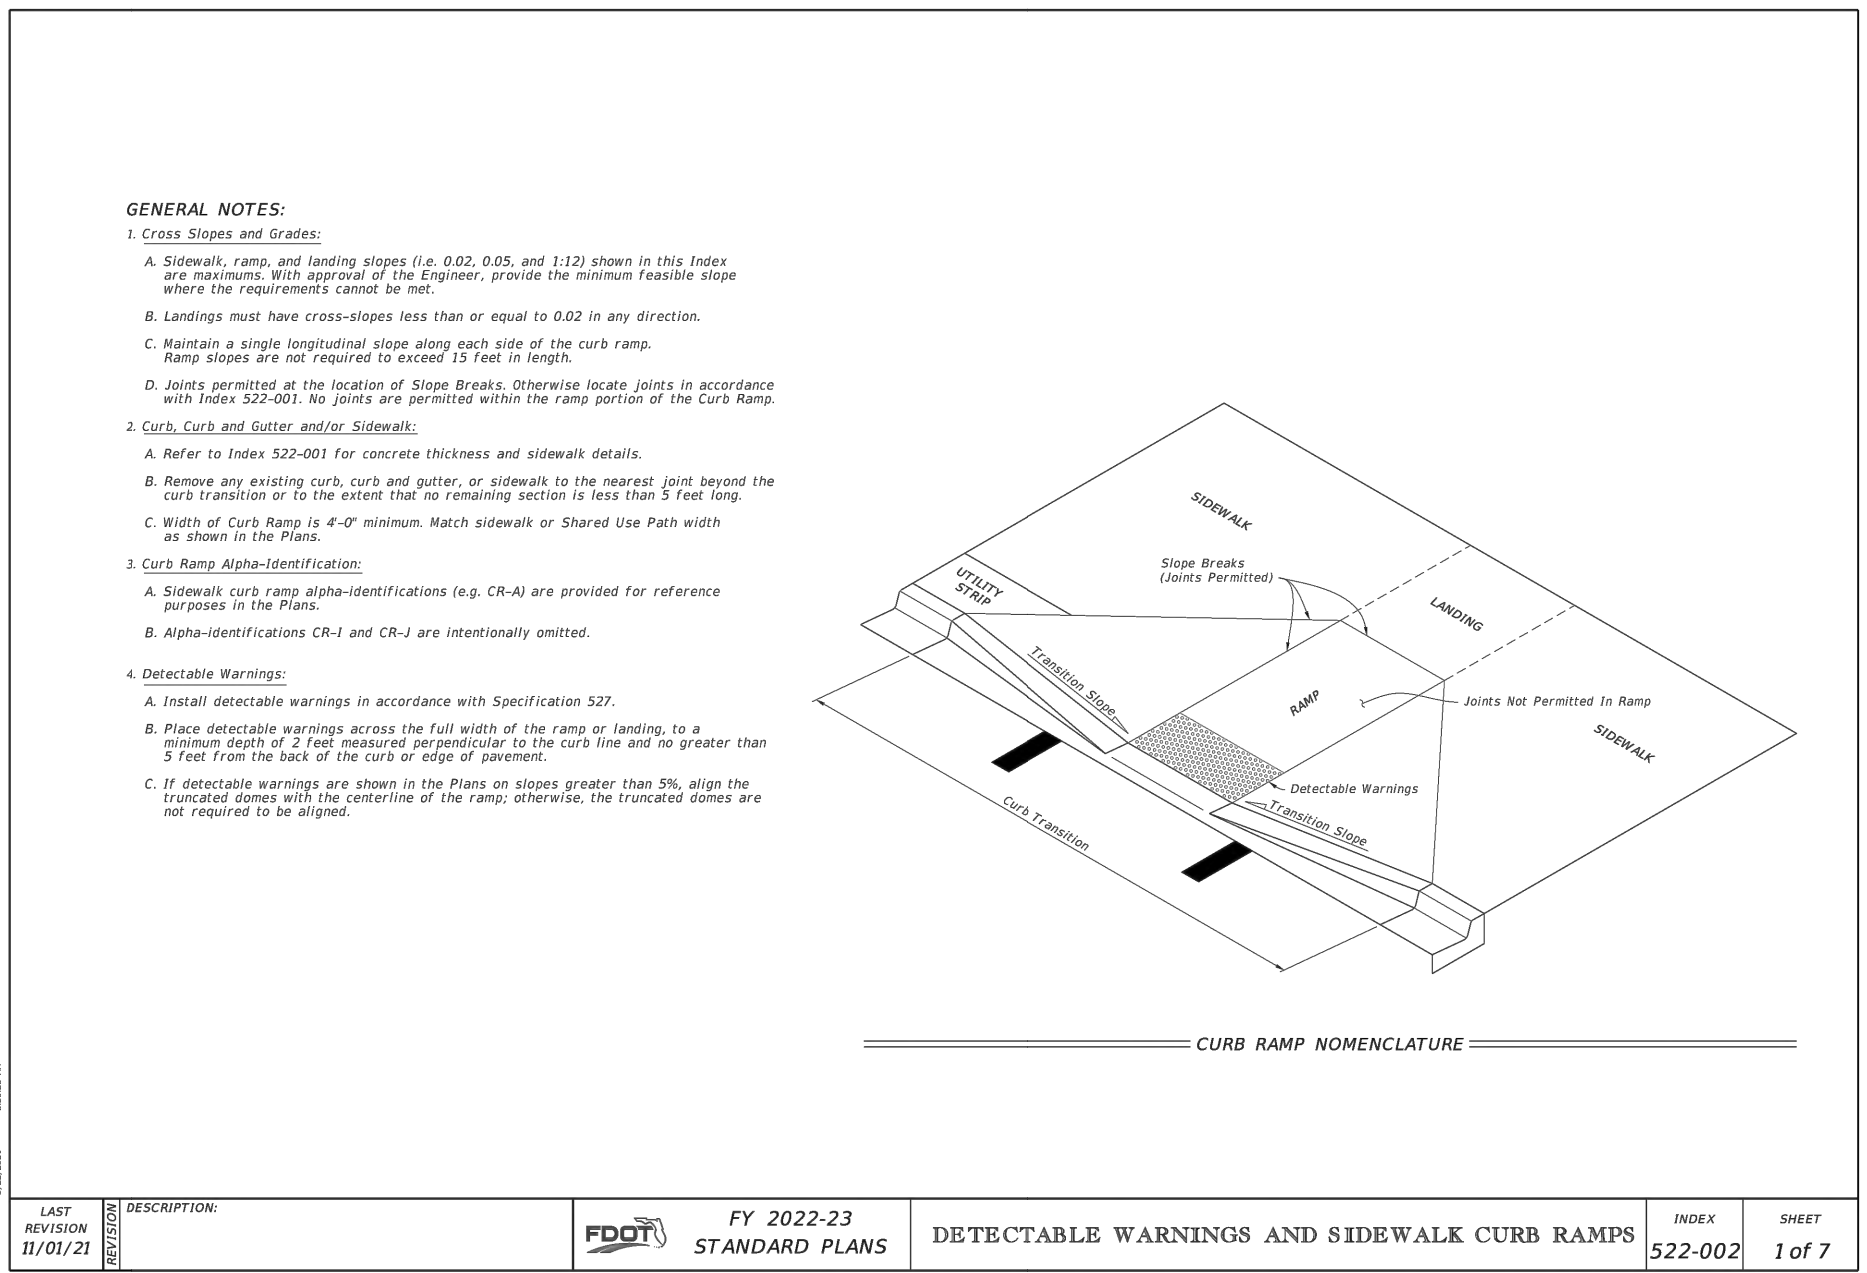 GENERAL NOTES:
1. Cross Slopes and Grades:
A. Sidewalk, ramp, and landing slopes (i.e. 0.02, 0.05, and 1:12) shown in this Index
are maximums. With approval of the Engineer, provide the minimum feasible slope
where the requirements cannot be met.
B. Landings must have cross-slopes less than or equal to 0.02 in any direction.
C. Maintain a single longitudinal slope along each side of the curb ramp.
Ramp slopes are not required to exceed 15 feet in length.
D. Joints permitted at the location of Slope Breaks. Otherwise locate joints in accordance
with Index 522-001. No joints are permitted within the ramp portion of the Curb Ramp.
2. Curb, Curb and Gutter and/or Sidewalk:
A. Refer to Index 522-001 for concrete thickness and sidewalk details.
B. Remove any existing curb, curb and gutter, or sidewalk to the nearest joint beyond the
curb transition or to the extent that no remaining section is less than 5 feet long.
C. Width of Curb Ramp is 4'-0" minimum. Match sidewalk or Shared Use Path width
as shown in the Plans.
3. Curb Ramp Alpha-Identification:
A. Sidewalk curb ramp alpha-identifications (e.g. CR-A) are provided for reference
purposes in the Plans.
B. Alpha-identifications CR-I and CR-J are intentionally omitted.
4. Detectable Warnings:
A. Install detectable warnings in accordance with Specification 527.
B. Place detectable warnings across the full width of the ramp or landing, to a
minimum depth of 2 feet measured perpendicular to the curb line and no greater than
5 feet from the back of the curb or edge of pavement.
C. If detectable warnings are shown in the Plans on slopes greater than 5%, align the
truncated domes with the centerline of the ramp; otherwise, the truncated domes are
not required to be aligned.
SIDEWALK
Slope Breaks
(Joints Permitted)
UTILITY
STRIP
LANDING
Transition Slope
RAMP
Joints Not Permitted In Ramp
SIDEWALK
Detectable Warnings
Transition Slope
Curb Transition
CURB RAMP NOMENCLATURE
LAST
REVISION
11/01/21
REVISION
DESCRIPTION:
FDOT
FY 2022-23
STANDARD PLANS
DETECTABLE WARNINGS AND SIDEWALK CURB RAMPS
INDEX
522-002
SHEET
1 of 7